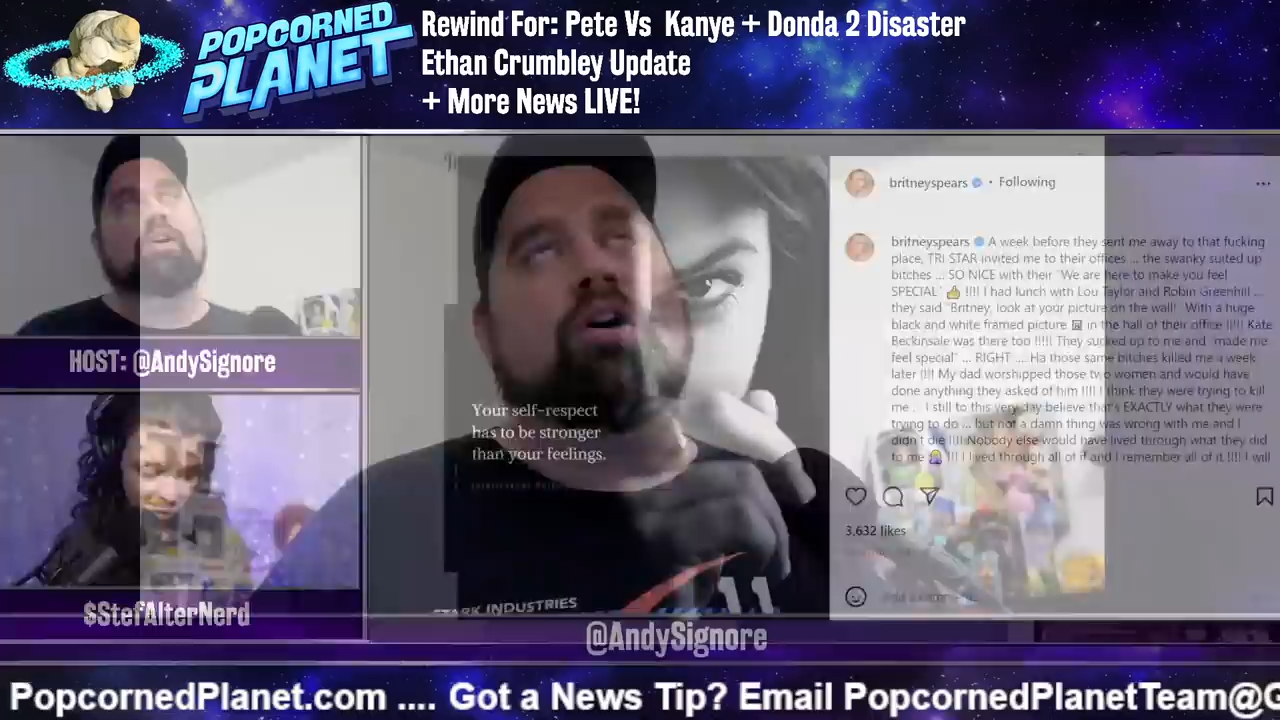 POPCORNED
PLANET
Rewind For: Pete Vs Kanye + Donda 2 Disaster
Ethan Crumbley Update
+ More News LIVE!
HOST: @AndySignore
$StefAlterNerd
Your self-respect
has to be stronger
than your feelings.
STARK INDUSTRIES
11
@AndySignore
britneyspears • Following
britneyspears A week before they sent me away to that fucking
place, TRI STAR invited me to their offices ... the swanky suited up
bitches ... SO NICE with their "We are here to make you feel
SPECIAL" 👍 !!!! I had lunch with Lou Taylor and Robin Greenhill ...
they said "Britney, look at your picture on the wall!" With a huge
black and white framed picture 🖼 in the hall of their office !!!! Kate
Beckinsale was there too !!!!! They sucked up to me and "made me
feel special" ... RIGHT .... Ha those same bitches killed me a week
later !!!! My dad worshipped those two women and would have
done anything they asked of him !!!! I think they were trying to kill
me ... I still to this very day believe that's EXACTLY what they were
trying to do ... but not a damn thing was wrong with me and I
didn't die !!!! Nobody else would have lived through what they did
to me !!! I lived through all of it and I remember all of it !!!! I will
3,632 likes
PopcornedPlanet.com .... Got a News Tip? Email PopcornedPlanetTeam@G